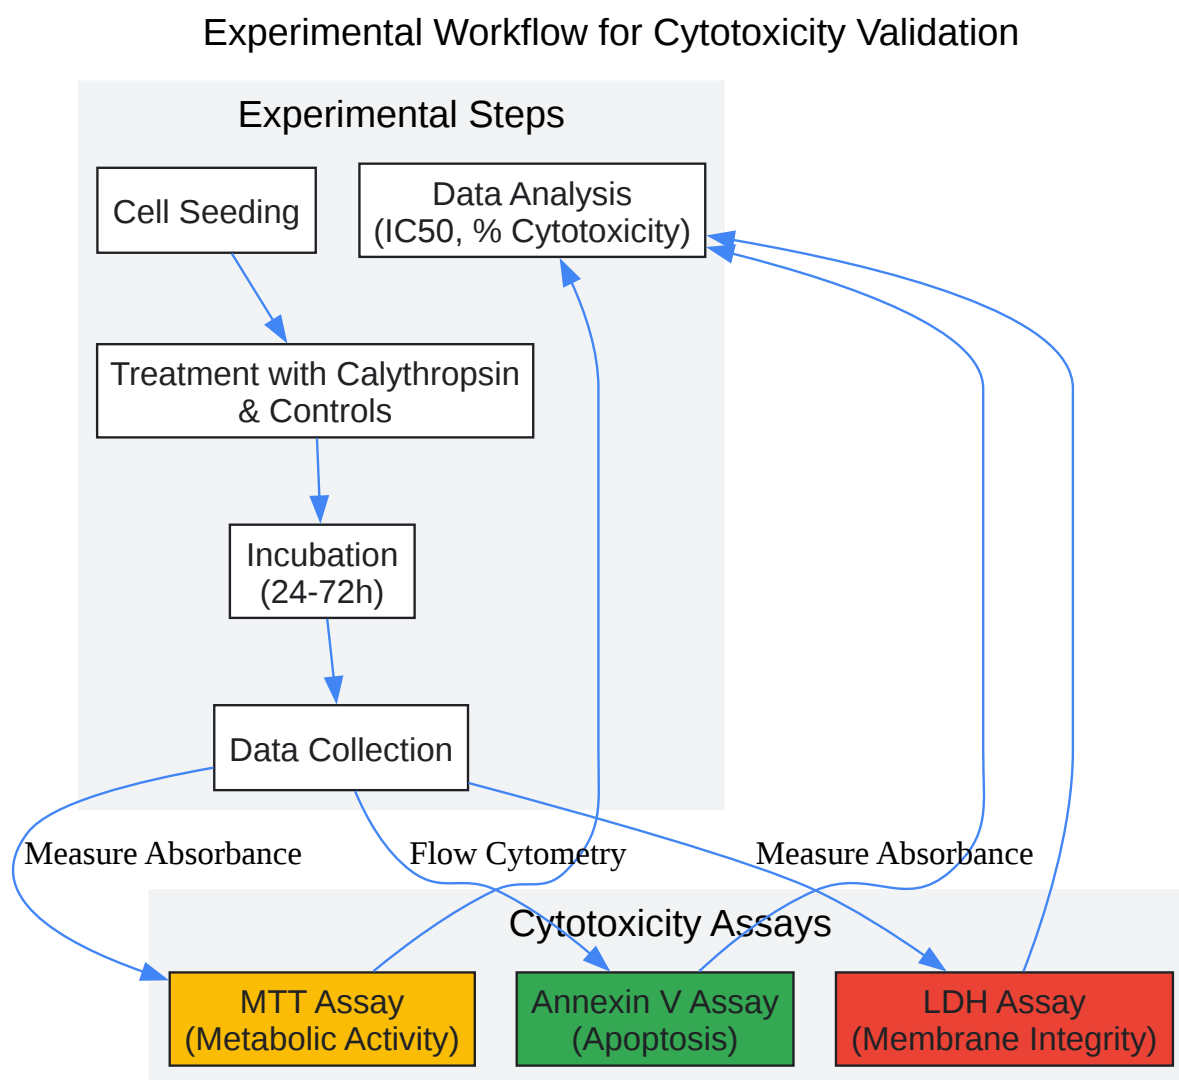 Experimental Workflow for Cytotoxicity Validation
Experimental Steps
Cell Seeding
Data Analysis
(IC50, % Cytotoxicity)
Treatment with Calythropsin
& Controls
Incubation
(24-72h)
Data Collection
Measure Absorbance
Flow Cytometry
Measure Absorbance
Cytotoxicity Assays
MTT Assay
(Metabolic Activity)
Annexin V Assay
(Apoptosis)
LDH Assay
(Membrane Integrity)